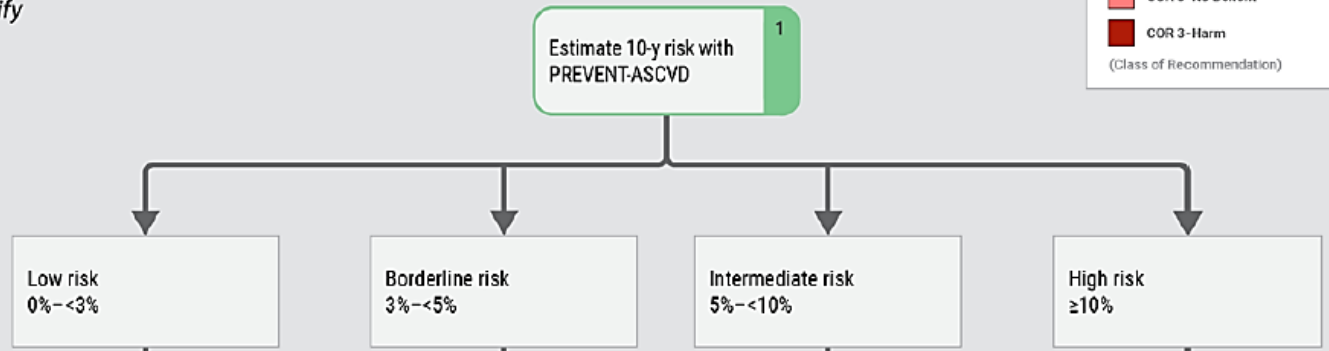 ify
COR 3-Harm
(Class of Recommendation)
1
Estimate 10-y risk with
PREVENT-ASCVD
Low risk
0%–<3%
Borderline risk
3%–<5%
Intermediate risk
5%–<10%
High risk
≥10%